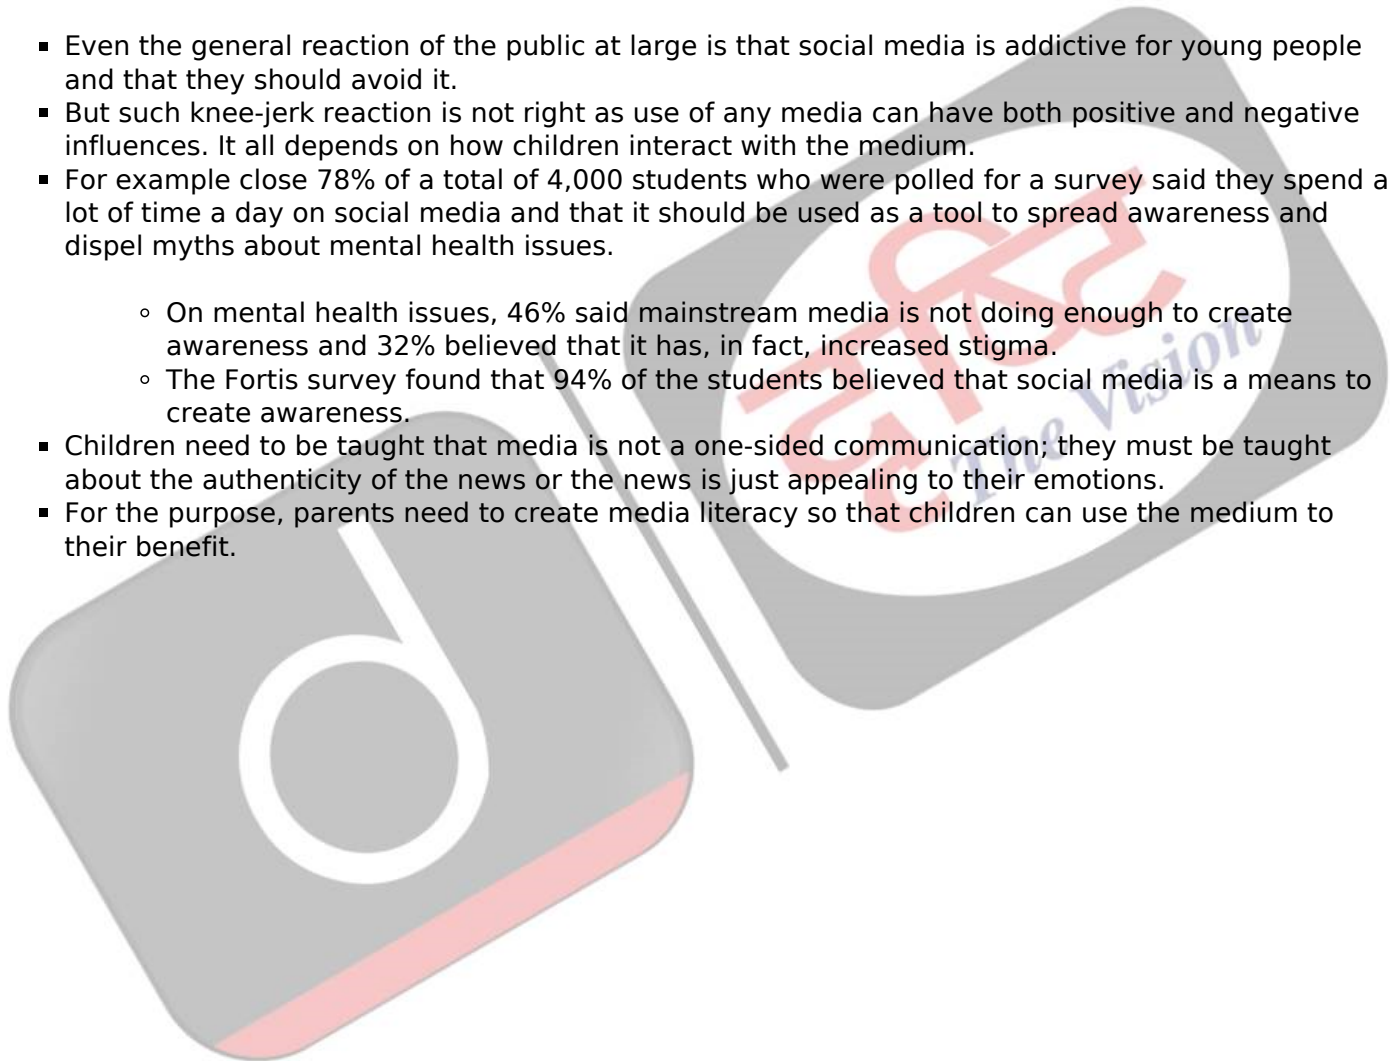 ▪ Even the general reaction of the public at large is that social media is addictive for young people
and that they should avoid it.
▪ But such knee-jerk reaction is not right as use of any media can have both positive and negative
influences. It all depends on how children interact with the medium.
▪ For example close 78% of a total of 4,000 students who were polled for a survey said they spend a
lot of time a day on social media and that it should be used as a tool to spread awareness and
dispel myths about mental health issues.
◦ On mental health issues, 46% said mainstream media is not doing enough to create
awareness and 32% believed that it has, in fact, increased stigma.
◦ The Fortis survey found that 94% of the students believed that social media is a means to
create awareness.
▪ Children need to be taught that media is not a one-sided communication; they must be taught
about the authenticity of the news or the news is just appealing to their emotions.
▪ For the purpose, parents need to create media literacy so that children can use the medium to
their benefit.
d
दृष्टि
The Vision